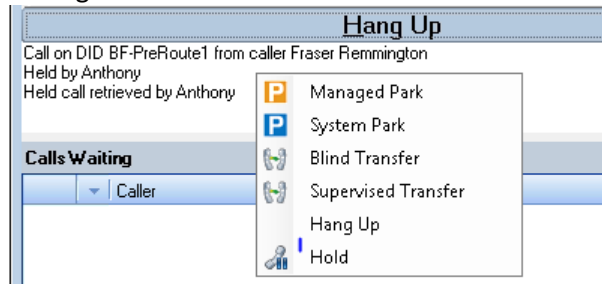 Hang Up
Call on DID BF-PreRoute1 from caller Fraser Remmington
Held by Anthony
Held call retrieved by Anthony
P Managed Park
P System Park
Blind Transfer
Supervised Transfer
Hang Up
Hold
Calls Waiting
Caller